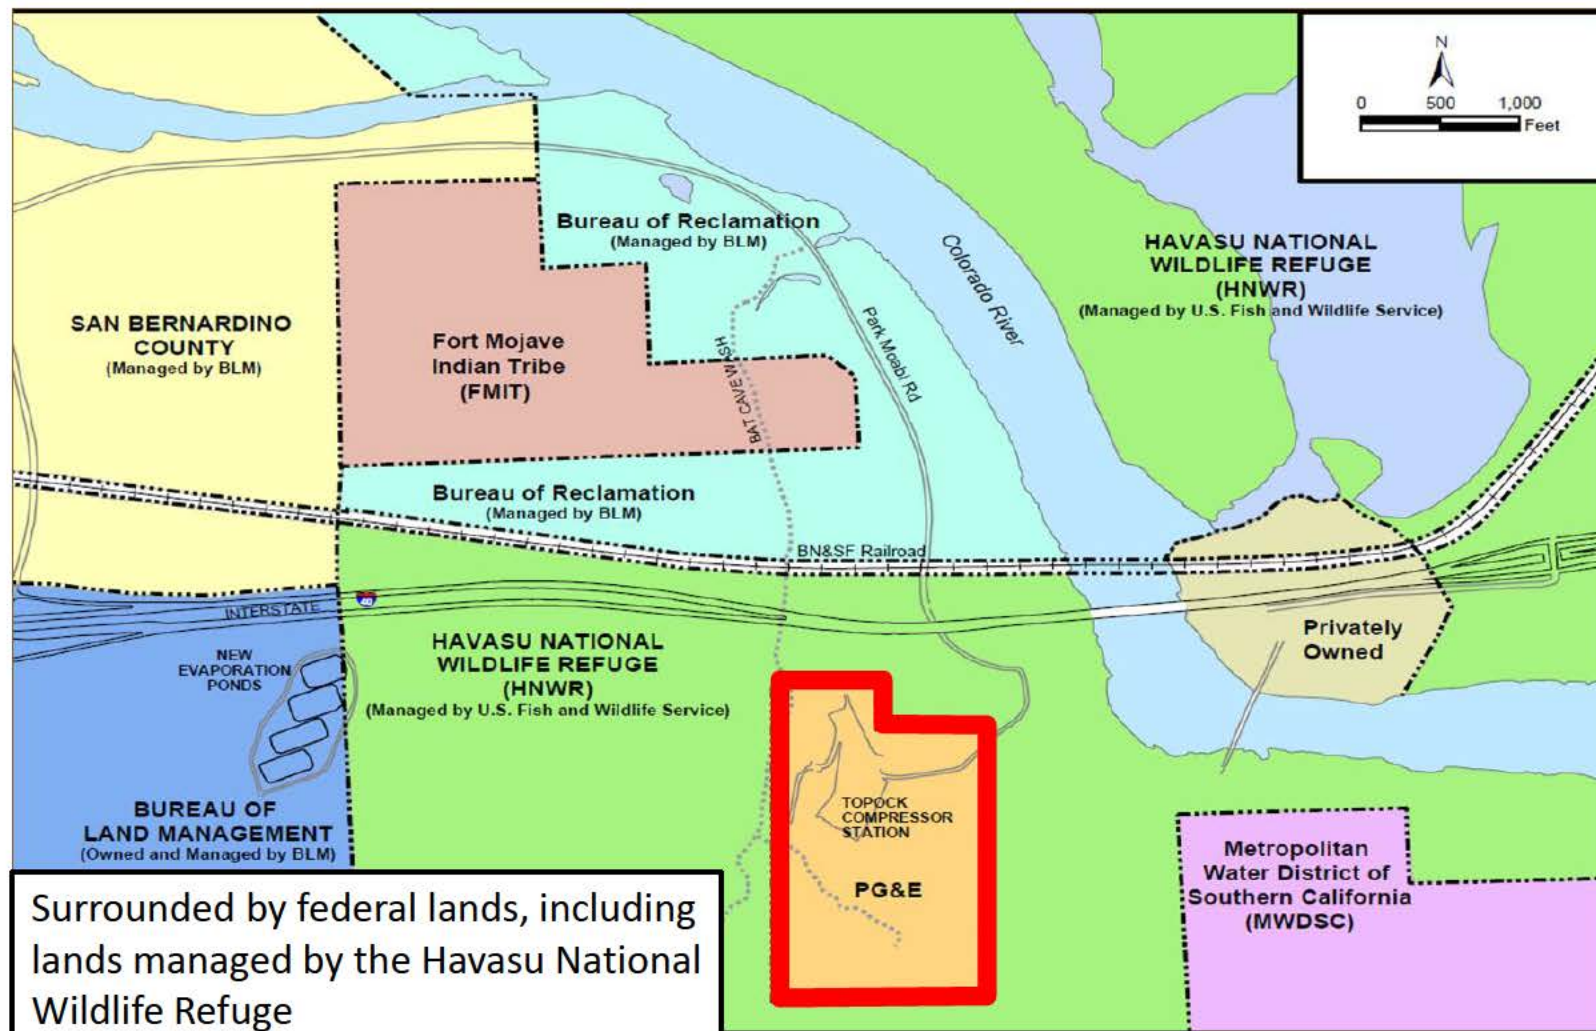 N
0 500 1,000
Feet
Bureau of Reclamation
(Managed by BLM)
Colorado River
HAVASU NATIONAL
WILDLIFE REFUGE
(HNWR)
(Managed by U.S. Fish and Wildlife Service)
SAN BERNARDINO
COUNTY
(Managed by BLM)
Fort Mojave
Indian Tribe
(FMIT)
BAT CAVE WASH
Park Moabi Rd
Bureau of Reclamation
(Managed by BLM)
BN&SF Railroad
INTERSTATE
40
NEW
EVAPORATION
PONDS
HAVASU NATIONAL
WILDLIFE REFUGE
(HNWR)
(Managed by U.S. Fish and Wildlife Service)
Privately
Owned
BUREAU OF
LAND MANAGEMENT
(Owned and Managed by BLM)
TOPOCK
COMPRESSOR
STATION
PG&E
Metropolitan
Water District of
Southern California
(MWDSC)
Surrounded by federal lands, including
lands managed by the Havasu National
Wildlife Refuge